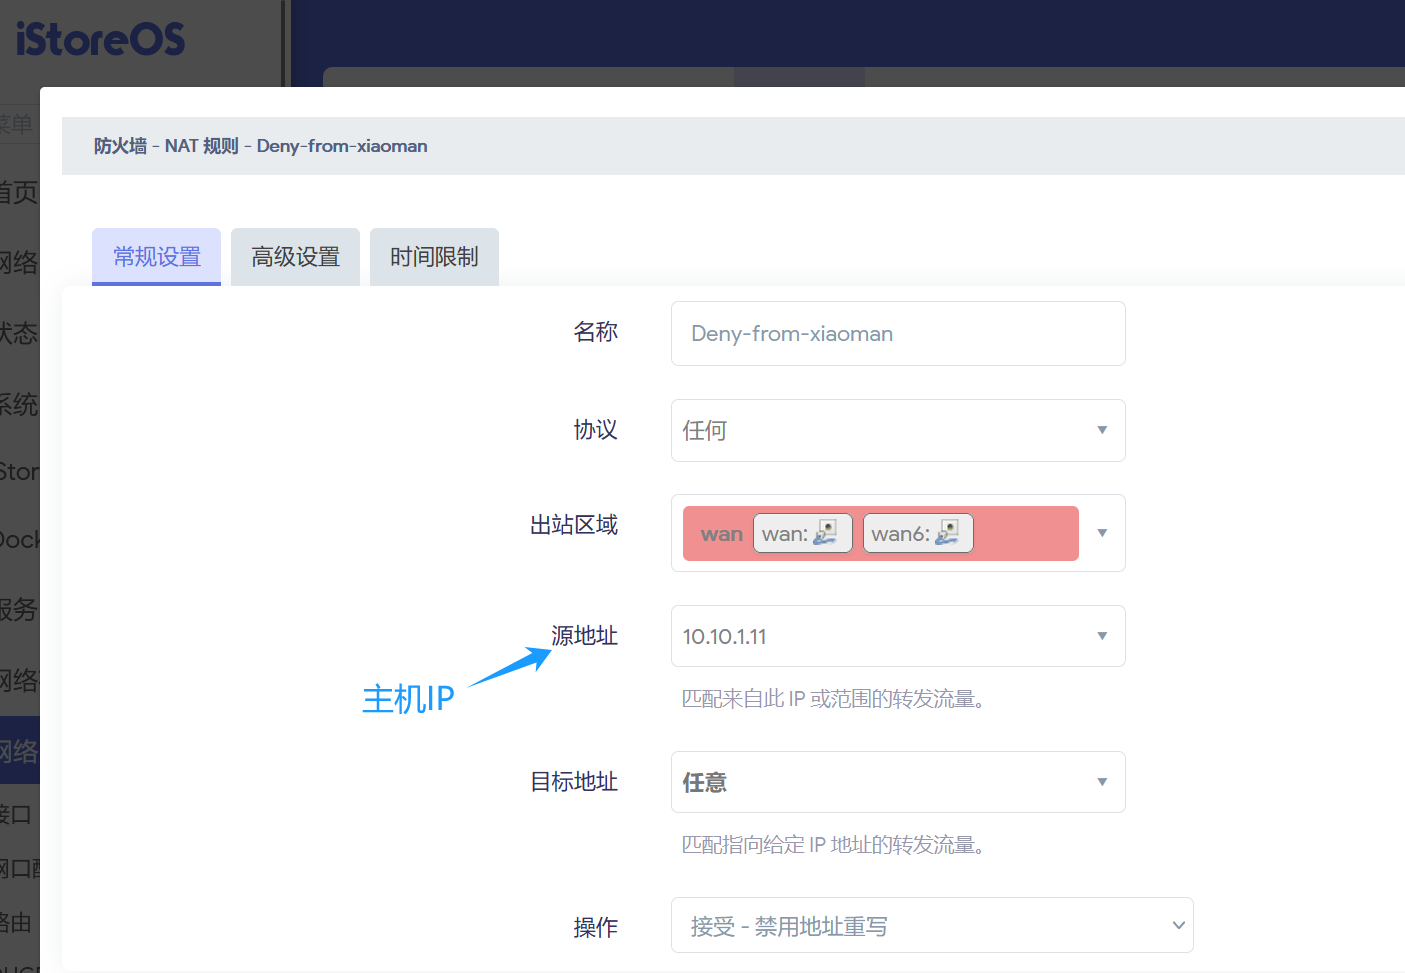 iStoreOS
菜单
防火墙 - NAT 规则 - Deny-from-xiaoman
首页
网络
状态
系统
常规设置 高级设置 时间限制
名称 Deny-from-xiaoman
协议 任何
出站区域 wan wan: wan6:
服务
源地址 10.10.1.11
主机IP
匹配来自此 IP 或范围的转发流量。
网络
网络
目标地址 任意
接口
匹配指向给定 IP 地址的转发流量。
网口
路由
操作 接受 - 禁用地址重写